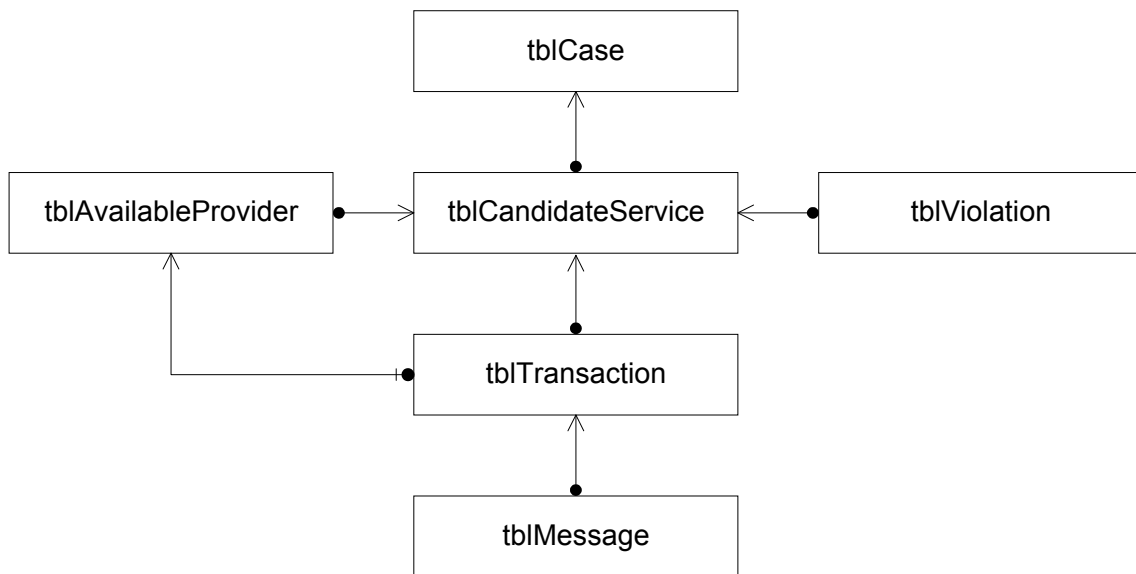 tblCase
tblAvailableProvider
tblCandidateService
tblViolation
tblTransaction
tblMessage